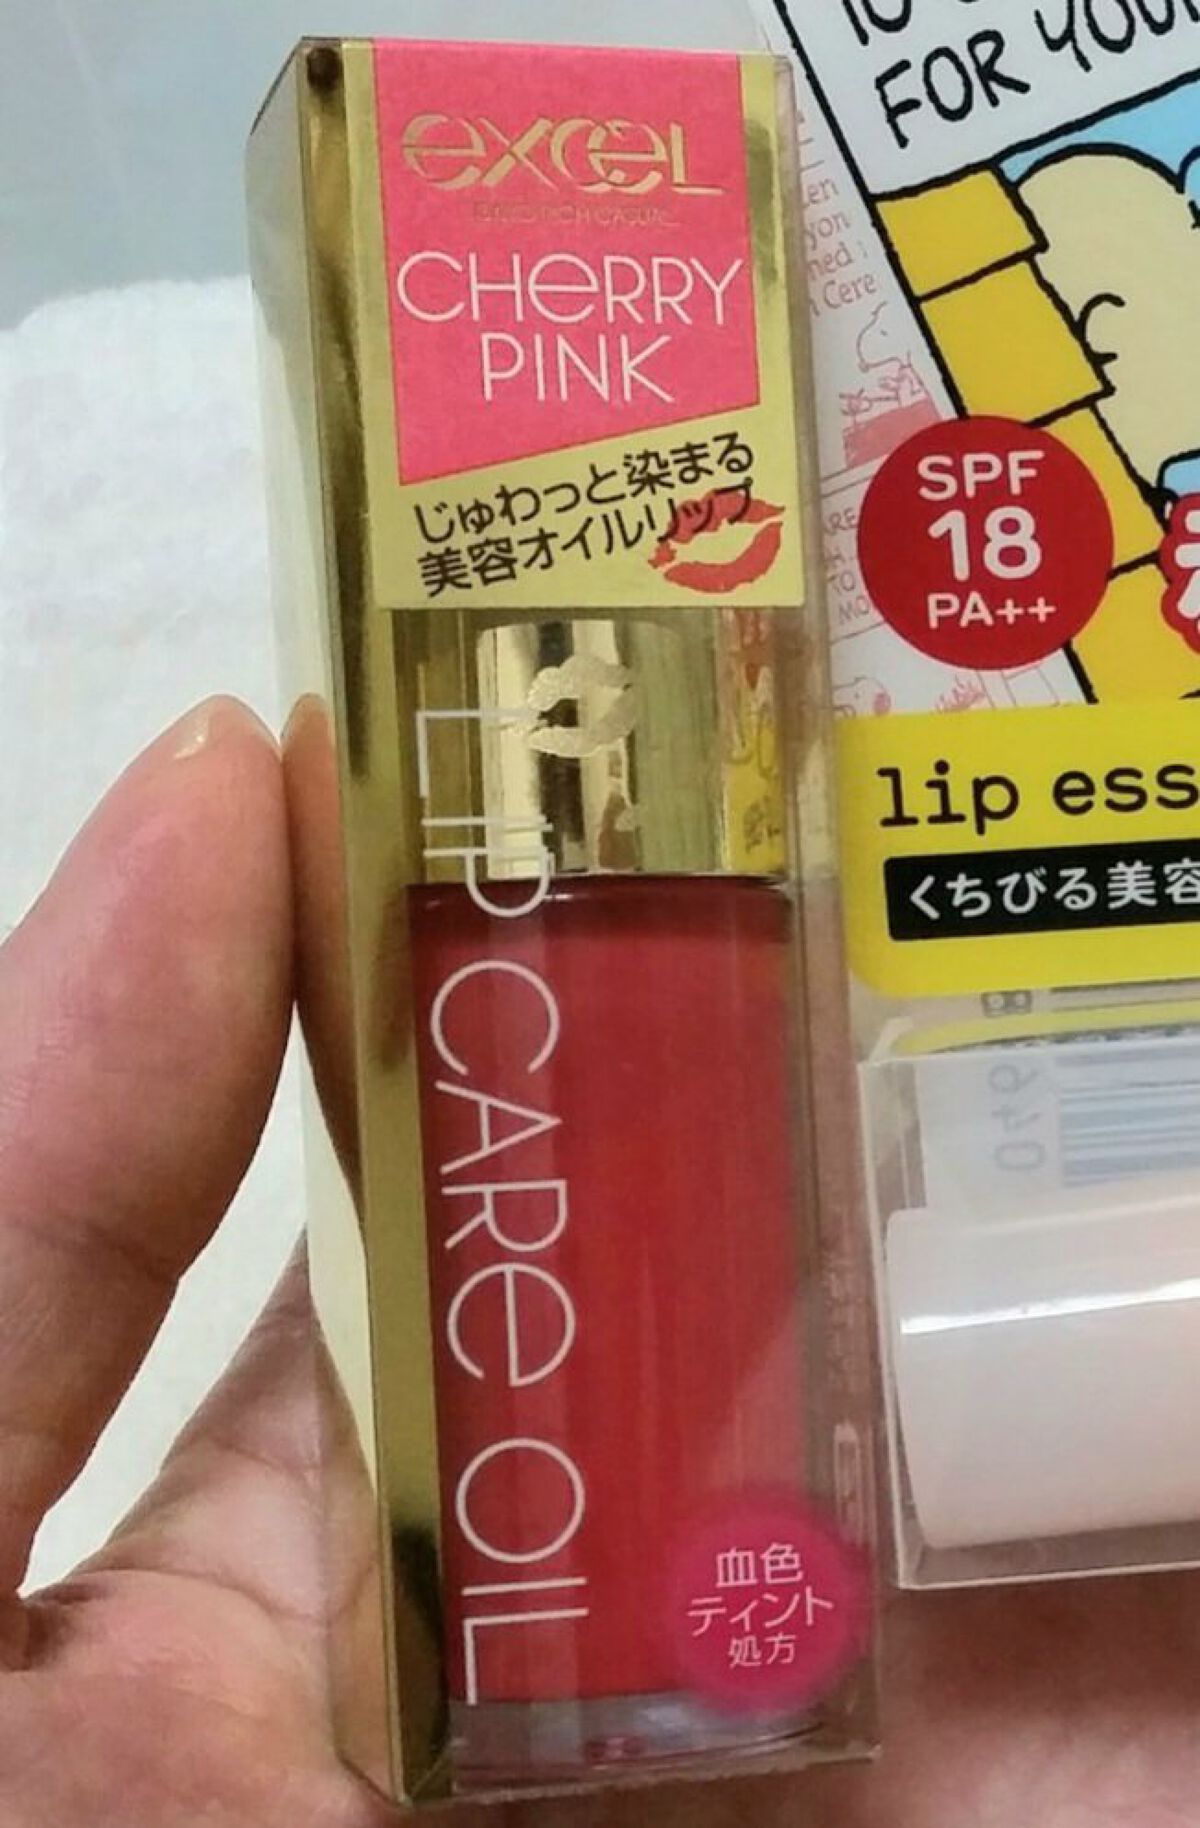 excel
CHERRY
PINK
じゅわっと染まる
美容オイルリップ
LIP CARE OIL
血色
ティント
処方
FOR YOU
SPF
18
PA++
lip ess
くちびる美容